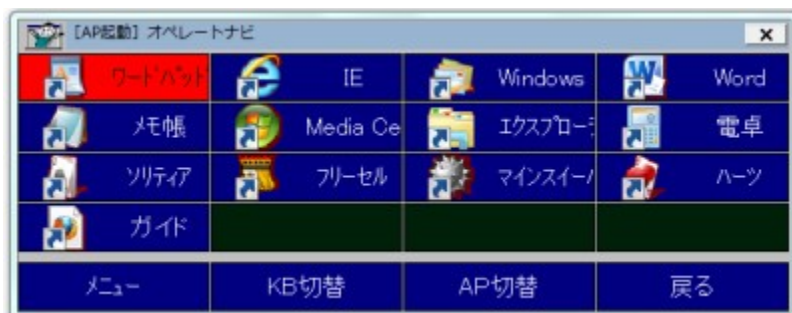 [AP起動] オペレートナビ
ワードパッド IE Windows Word
メモ帳 Media Ce エクスプローラ 電卓
ソリティア フリーセル マインスイーパ ハーツ
ガイド
メニュー KB切替 AP切替 戻る